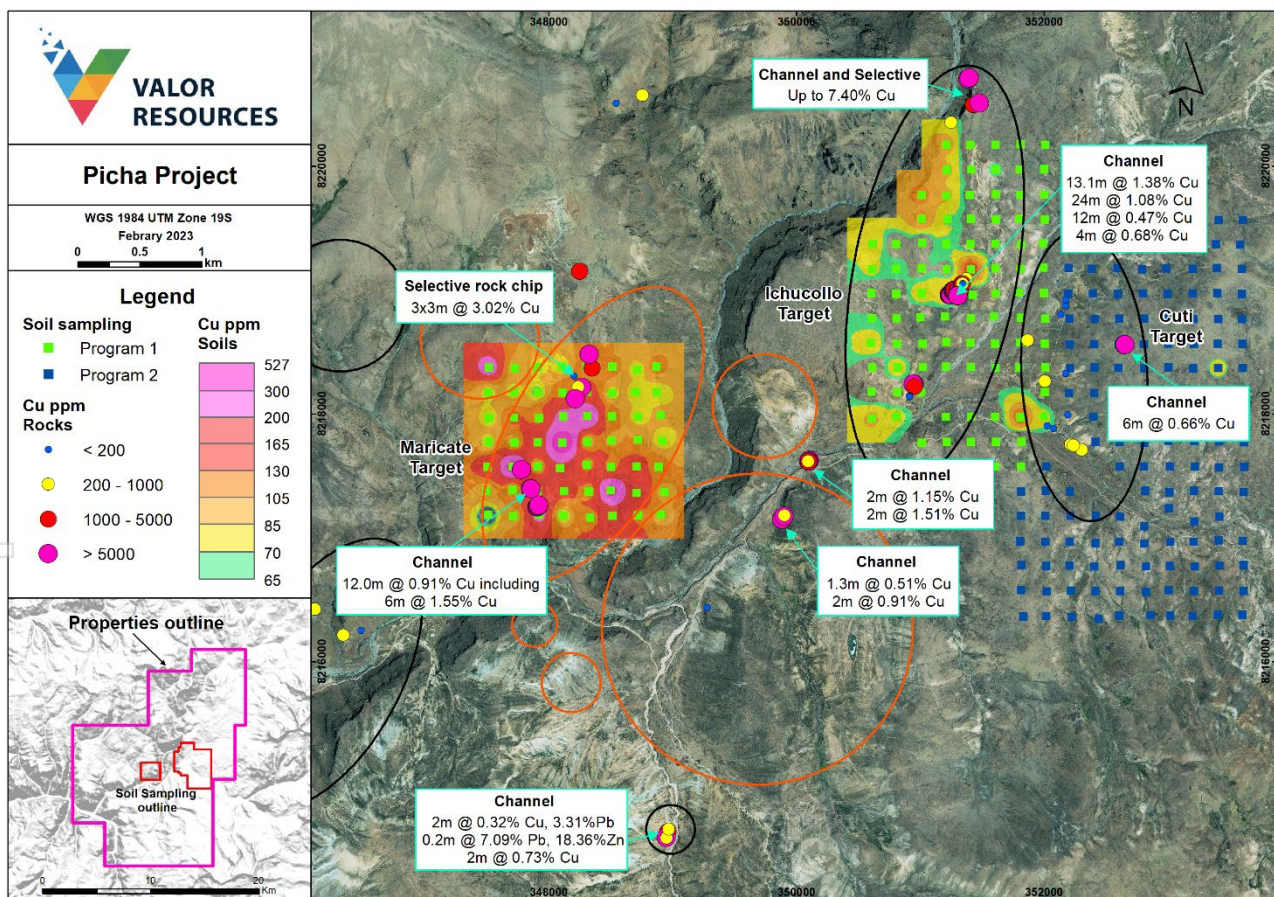 VALOR
RESOURCES
Picha Project
WGS 1984 UTM Zone 19S
Febrary 2023
0 0.5 1
km
Legend
Soil sampling
Program 1
Program 2
Cu ppm
Rocks
< 200
200 - 1000
1000 - 5000
> 5000
Cu ppm
Soils
527
300
200
165
130
105
85
70
65
Properties outline
Soil Sampling
outline
0 10 20
Km
348000 350000 352000
8220000
8218000
8216000
8220000
8218000
8216000
348000 350000 352000
N
Channel and Selective
Up to 7.40% Cu
Channel
13.1m @ 1.38% Cu
24m @ 1.08% Cu
12m @ 0.47% Cu
4m @ 0.68% Cu
Selective rock chip
3x3m @ 3.02% Cu
Ichucollo
Target
Cuti
Target
Maricate
Target
Channel
6m @ 0.66% Cu
Channel
2m @ 1.15% Cu
2m @ 1.51% Cu
Channel
12.0m @ 0.91% Cu including
6m @ 1.55% Cu
Channel
1.3m @ 0.51% Cu
2m @ 0.91% Cu
Channel
2m @ 0.32% Cu, 3.31%Pb
0.2m @ 7.09% Pb, 18.36%Zn
2m @ 0.73% Cu